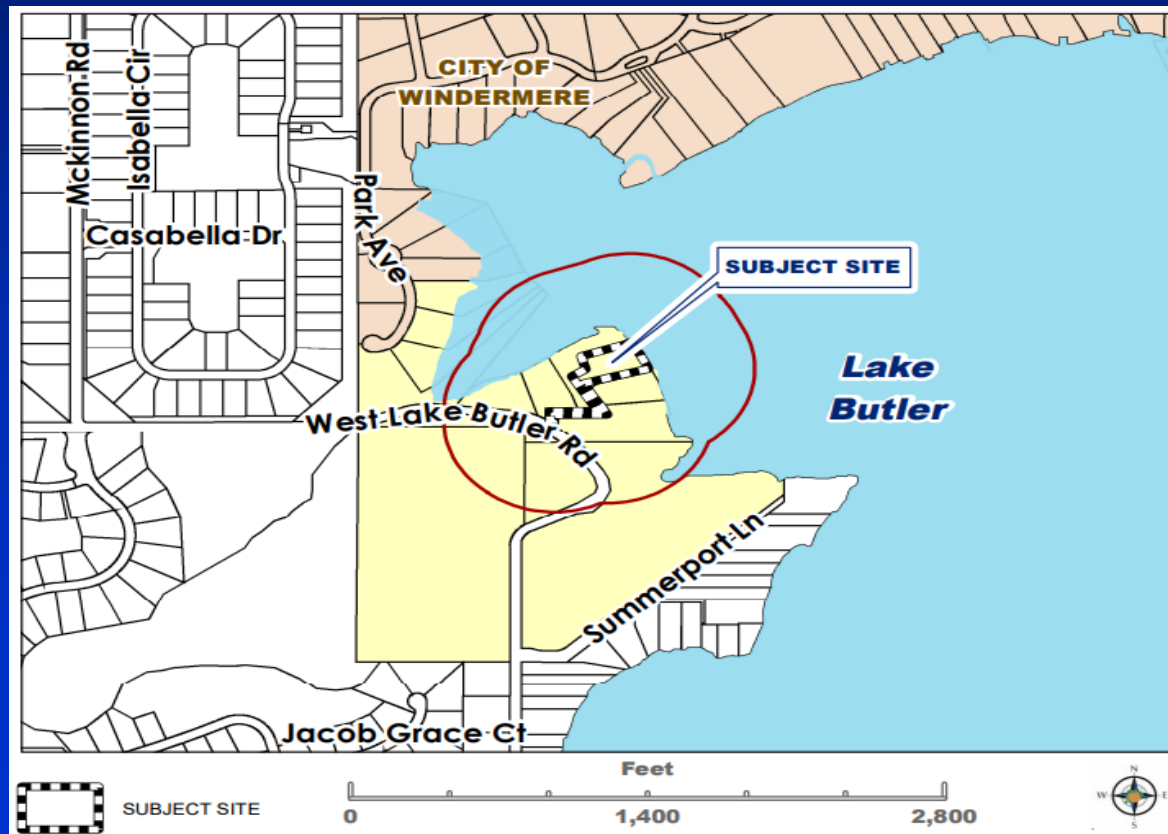 CITY OF
WINDERMERE
Mckinnon Rd
Isabella Cir
Park Ave
Casabella Dr
SUBJECT SITE
Lake
Butler
West Lake Butler Rd
Summerport Ln
Jacob Grace Ct
SUBJECT SITE
Feet
0
1,400
2,800
N
W
E
S